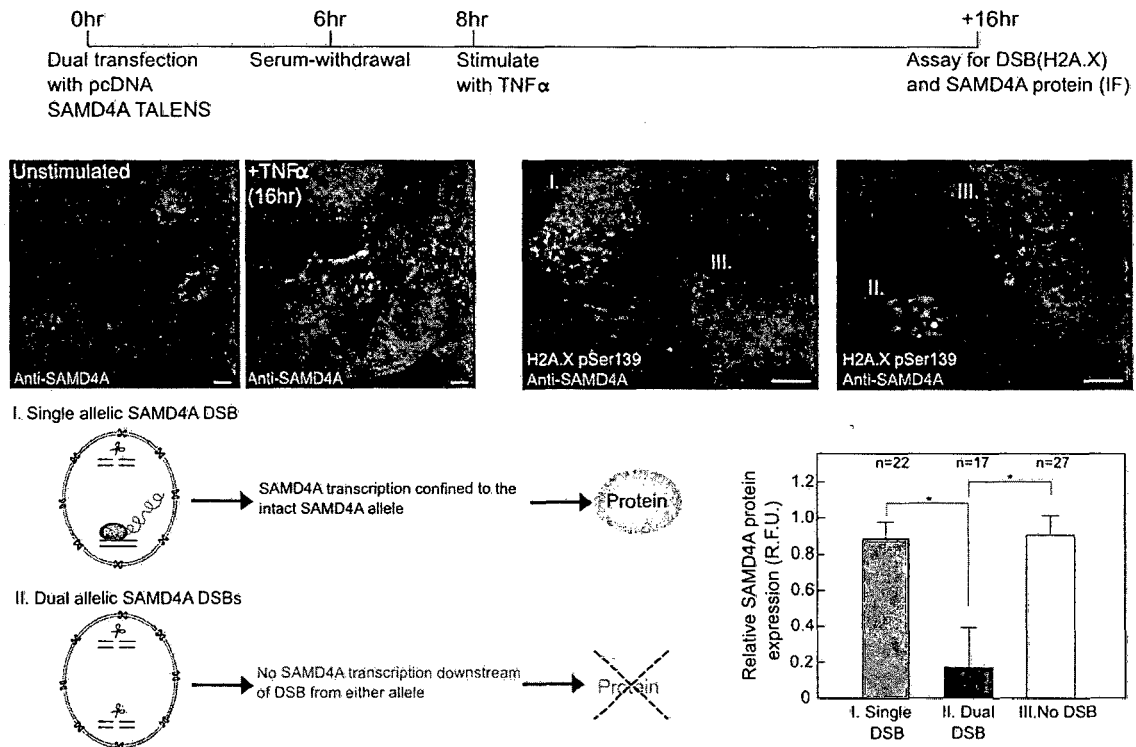 0hr
6hr
8hr
+16hr
Dual transfection
with pcDNA
SAMD4A TALENS
Serum-withdrawal
Stimulate
with TNFα
Assay for DSB(H2A.X)
and SAMD4A protein (IF)
Unstimulated
Anti-SAMD4A
+TNFα
(16hr)
Anti-SAMD4A
I.
III.
H2A.X pSer139
Anti-SAMD4A
III.
II.
H2A.X pSer139
Anti-SAMD4A
I. Single allelic SAMD4A DSB
SAMD4A transcription confined to the
intact SAMD4A allele
Protein
II. Dual allelic SAMD4A DSBs
No SAMD4A transcription downstream
of DSB from either allele
Protein
Relative SAMD4A protein
expression (R.F.U.)
n=22
n=17
n=27
*
*
1.2
1.0
0.8
0.6
0.4
0.2
0
I. Single
DSB
II. Dual
DSB
III.No DSB